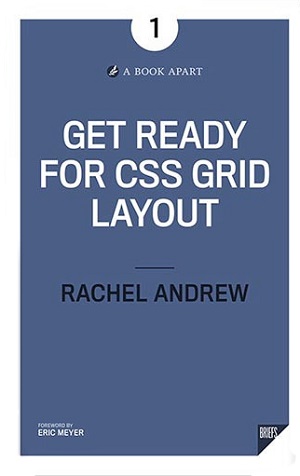 1
A BOOK APART
GET READY
FOR CSS GRID
LAYOUT
RACHEL ANDREW
FOREWORD BY
ERIC MEYER
BRIEFS